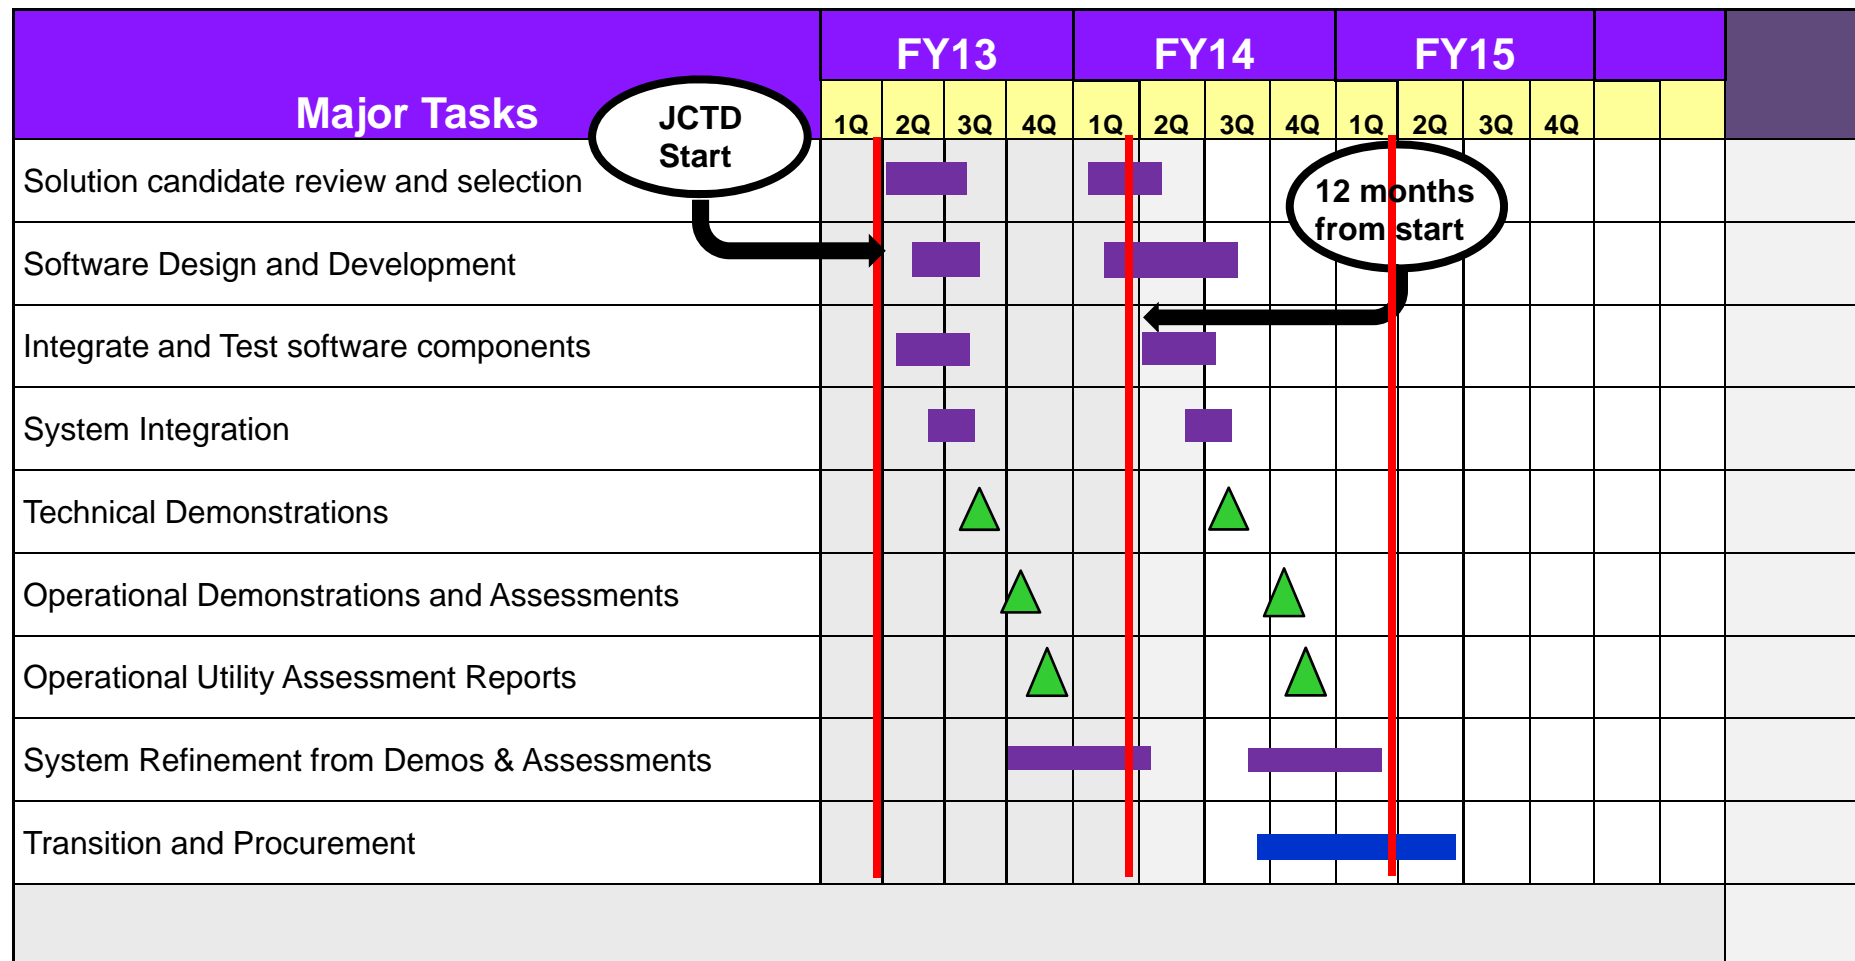 FY13 FY14 FY15
Major Tasks
JCTD
Start
1Q 2Q 3Q 4Q 1Q 2Q 3Q 4Q 1Q 2Q 3Q 4Q
Solution candidate review and selection
12 months
from start
Software Design and Development
Integrate and Test software components
System Integration
Technical Demonstrations
Operational Demonstrations and Assessments
Operational Utility Assessment Reports
System Refinement from Demos & Assessments
Transition and Procurement